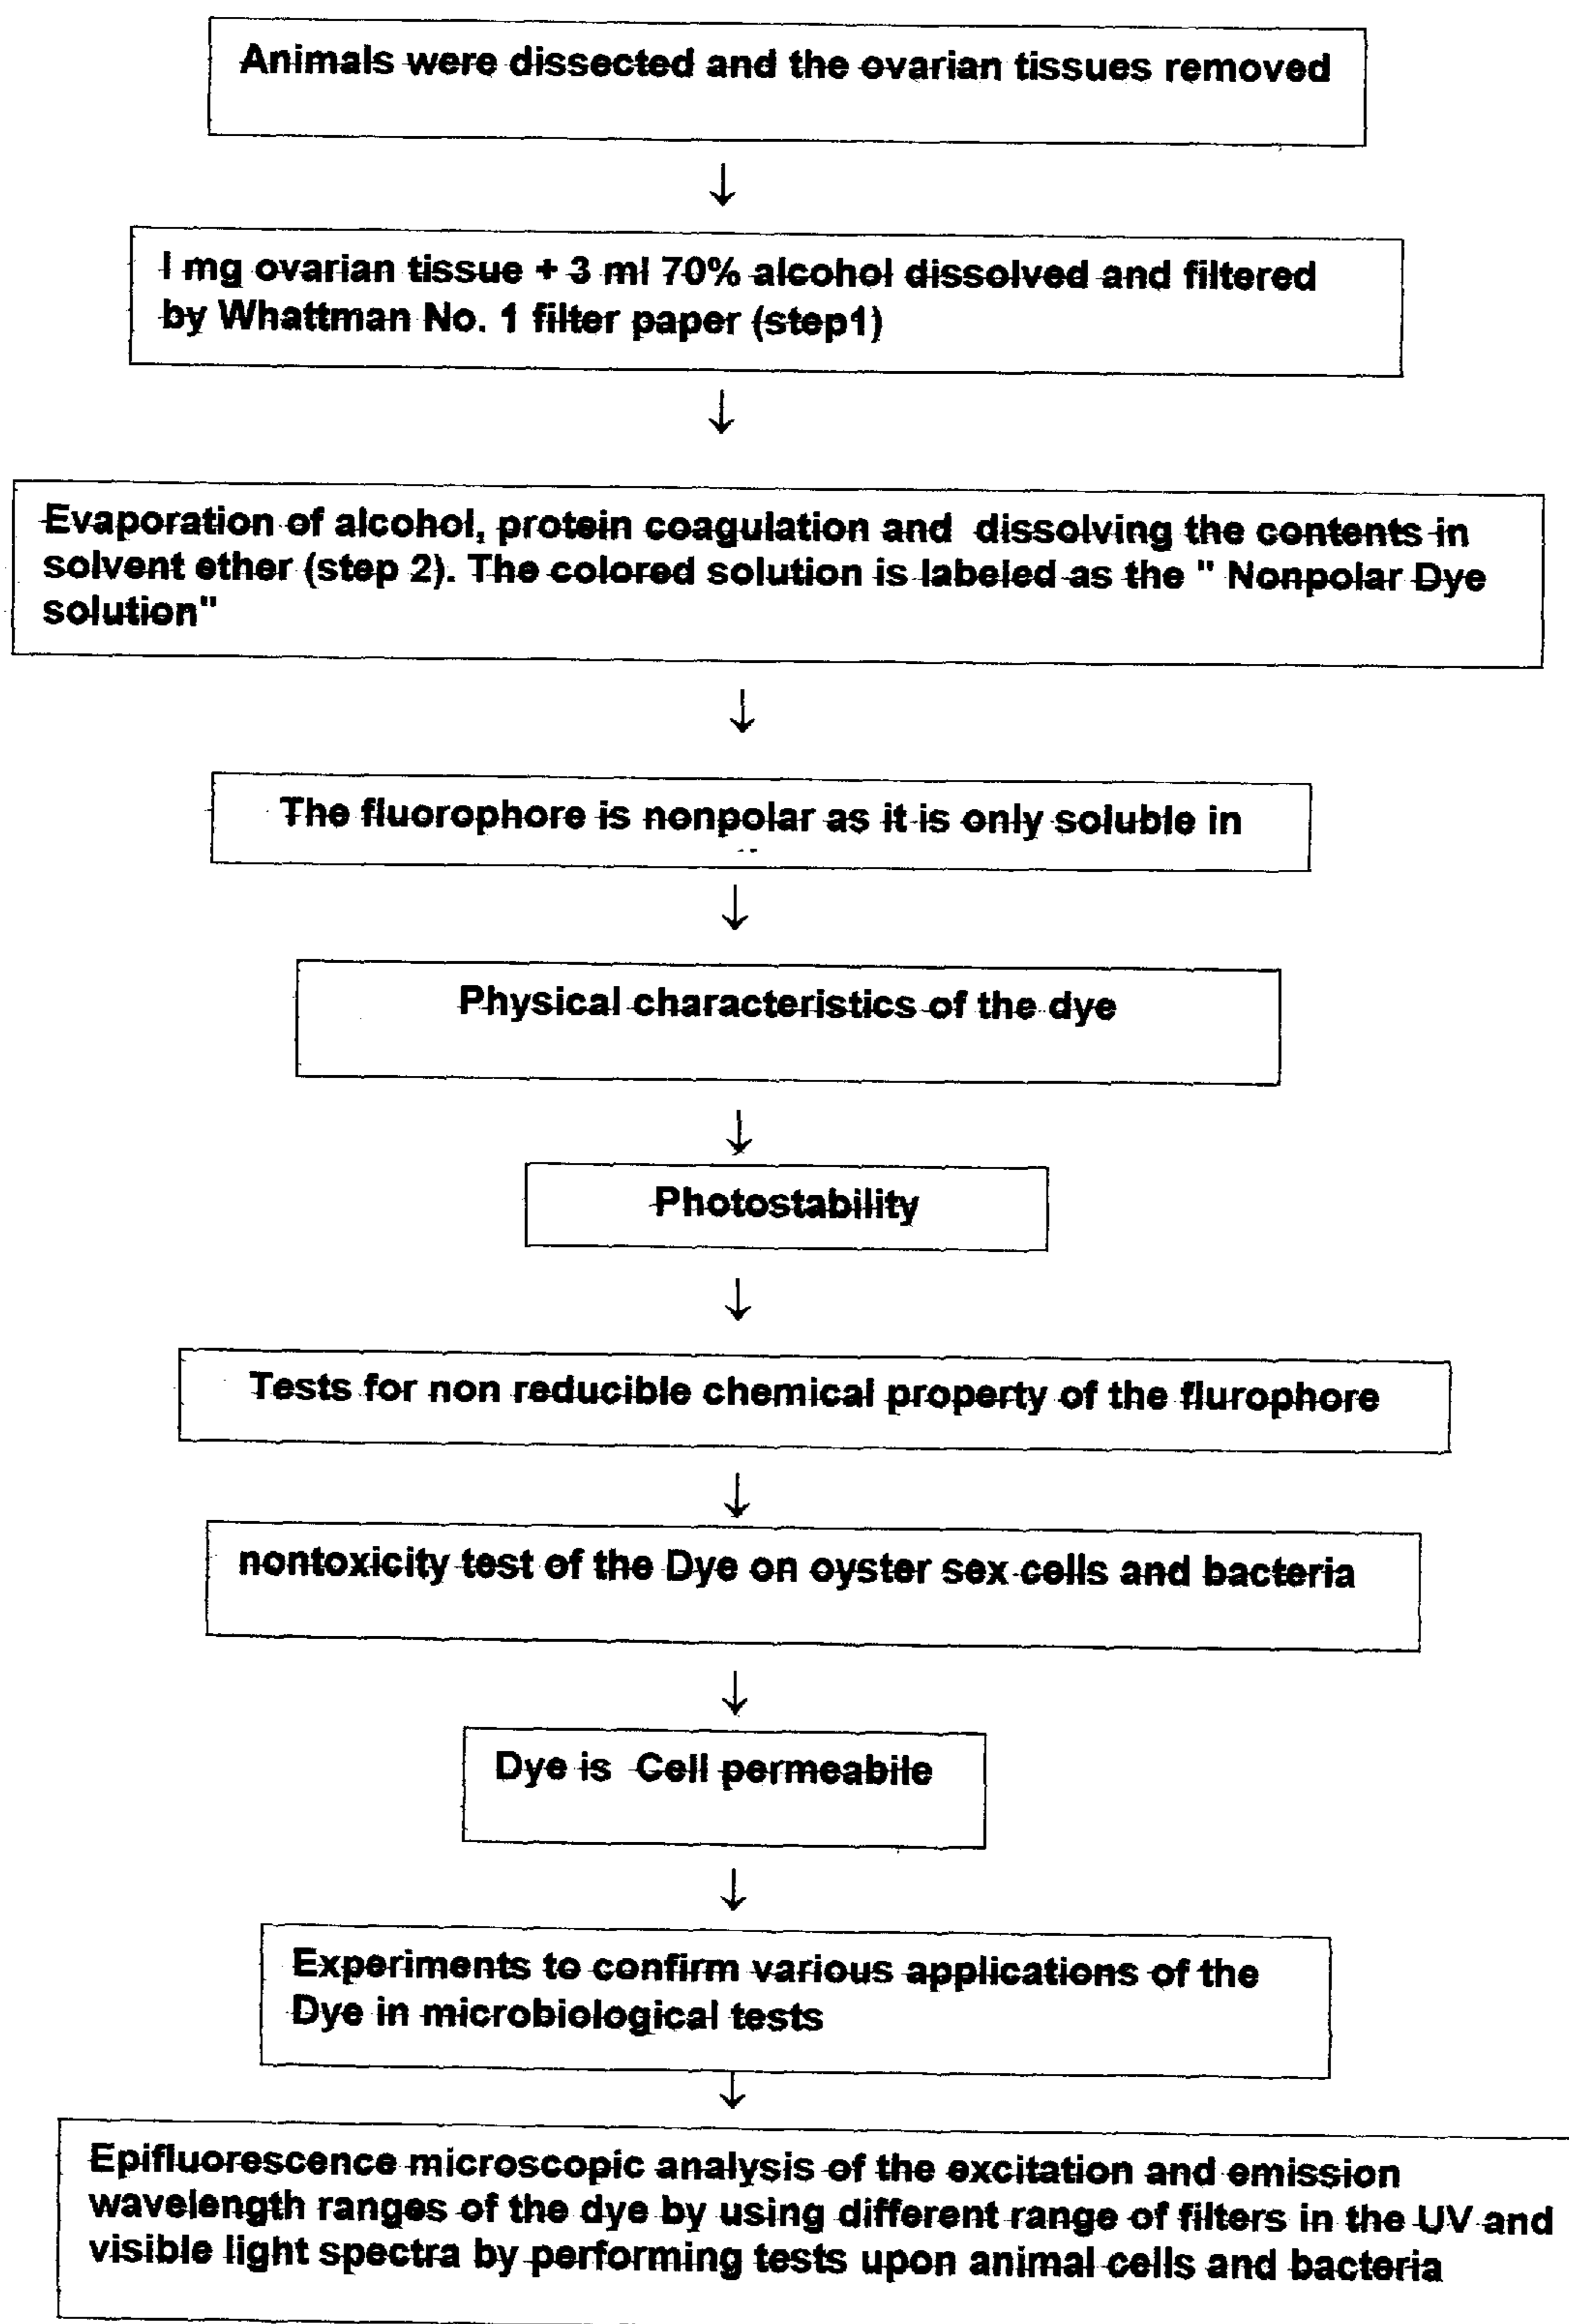 Animals were dissected and the ovarian tissues removed
↓
I mg ovarian tissue + 3 ml 70% alcohol dissolved and filtered
by Whattman No. 1 filter paper (step1)
↓
Evaporation of alcohol, protein coagulation and dissolving the contents in
solvent ether (step 2). The colored solution is labeled as the " Nonpolar Dye
solution"
↓
The fluorophore is nonpolar as it is only soluble in
↓
Physical characteristics of the dye
↓
Photostability
↓
Tests for non reducible chemical property of the flurophore
↓
nontoxicity test of the Dye on oyster sex cells and bacteria
↓
Dye is Cell permeabile
↓
Experiments to confirm various applications of the
Dye in microbiological tests
↓
Epifluorescence microscopic analysis of the excitation and emission
wavelength ranges of the dye by using different range of filters in the UV and
visible light spectra by performing tests upon animal cells and bacteria